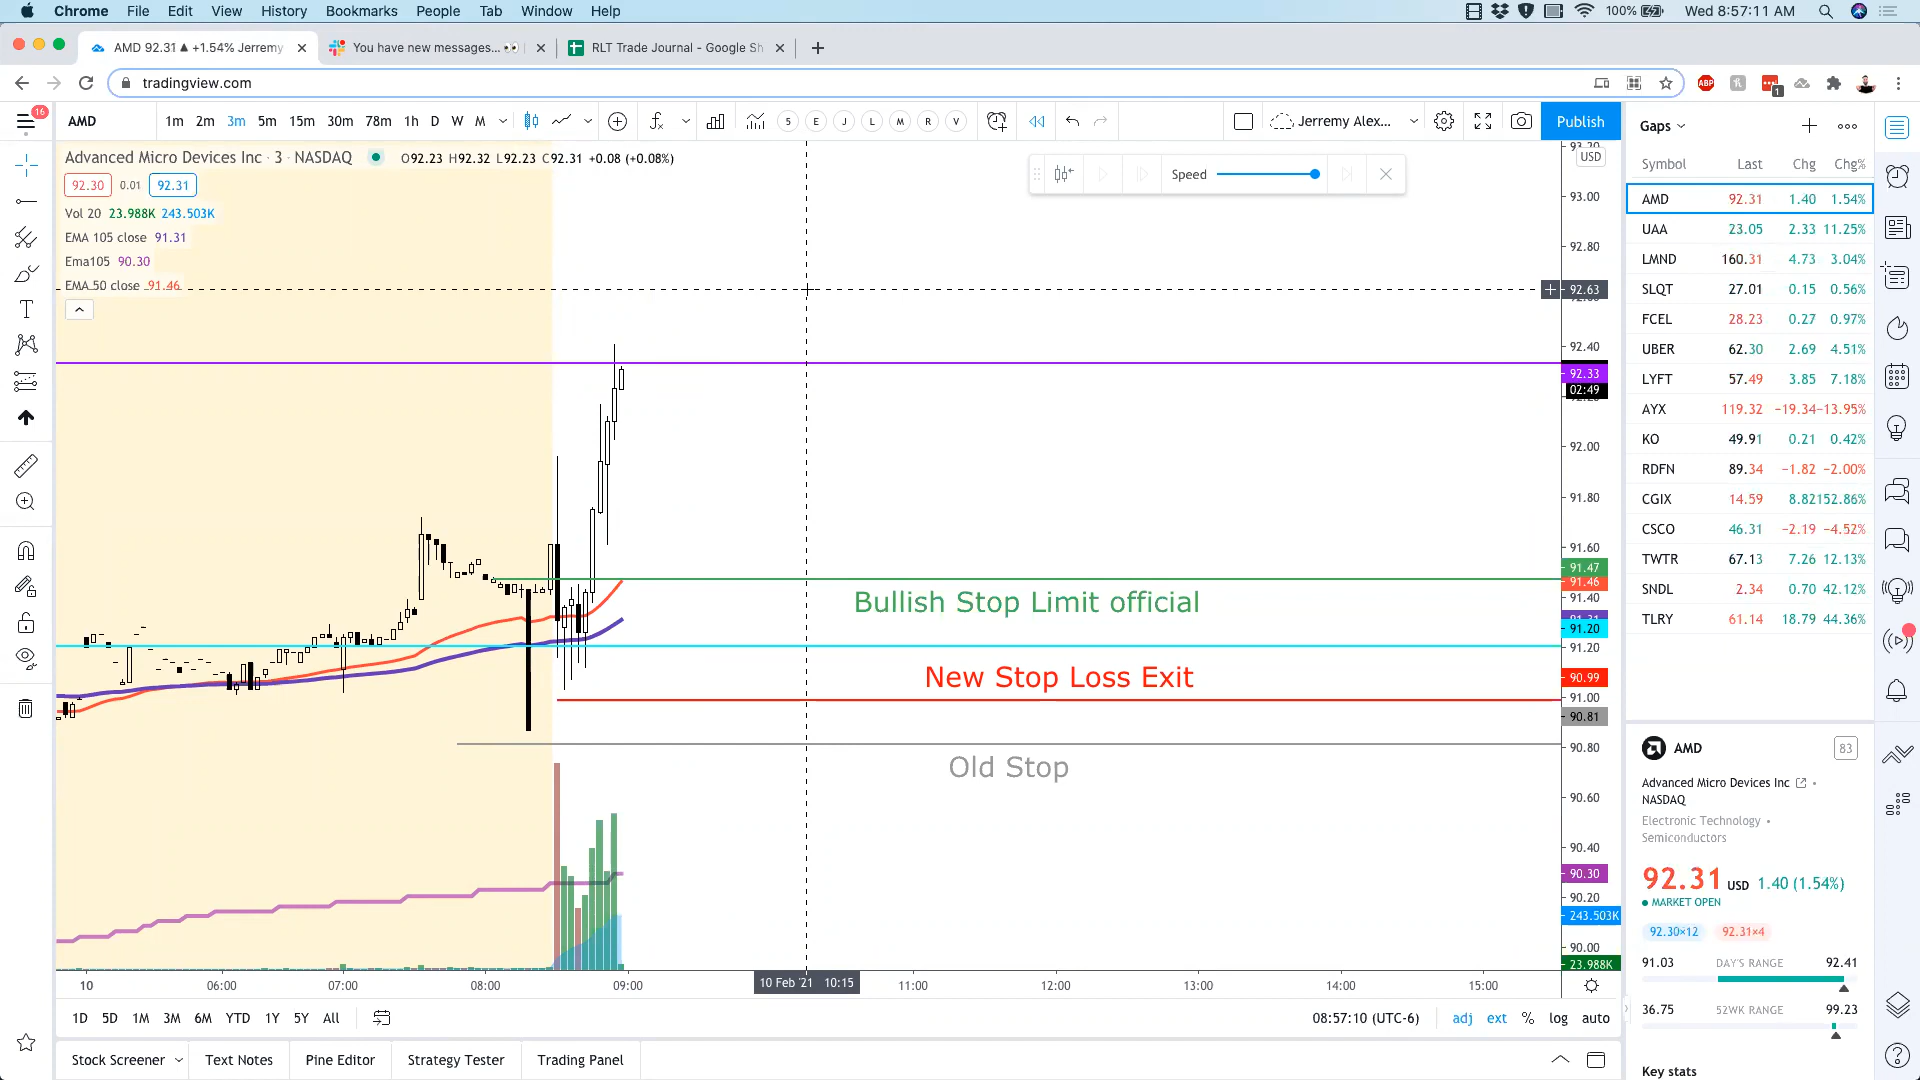 Chrome File Edit View History Bookmarks People Tab Window Help 100% Wed 8:57:11 AM
AMD 92.31 ▲ +1.54% Jerremy You have new messages... 👀 RLT Trade Journal - Google Sh
tradingview.com ABP 1
16 AMD 1m 2m 3m 5m 15m 30m 78m 1h D W M S E J L M R V Jerremy Alex... Publish
Advanced Micro Devices Inc · 3 · NASDAQ O92.23 H92.32 L92.23 C92.31 +0.08 (+0.08%)
92.30 0.01 92.31
Vol 20 23.988K 243.503K
EMA 105 close 91.31
Ema105 90.30
EMA 50 close 91.46
Speed
USD
93.00
92.80
92.63
92.40
92.33
02:49
92.00
91.80
91.60
91.47
91.46
91.40
91.20
91.20
90.99
91.00
90.81
90.80
90.60
90.40
90.30
90.20
243.503K
90.00
23.988K
Bullish Stop Limit official
New Stop Loss Exit
Old Stop
10 06:00 07:00 08:00 09:00 10 Feb '21 10:15 11:00 12:00 13:00 14:00 15:00
1D 5D 1M 3M 6M YTD 1Y 5Y All 08:57:10 (UTC-6) adj ext % log auto
Stock Screener Text Notes Pine Editor Strategy Tester Trading Panel
Gaps
Symbol Last Chg Chg%
AMD 92.31 1.40 1.54%
UAA 23.05 2.33 11.25%
LMND 160.31 4.73 3.04%
SLQT 27.01 0.15 0.56%
FCEL 28.23 0.27 0.97%
UBER 62.30 2.69 4.51%
LYFT 57.49 3.85 7.18%
AYX 119.32 −19.34 −13.95%
KO 49.91 0.21 0.42%
RDFN 89.34 −1.82 −2.00%
CGIX 14.59 8.82 152.86%
CSCO 46.31 −2.19 −4.52%
TWTR 67.13 7.26 12.13%
SNDL 2.34 0.70 42.12%
TLRY 61.14 18.79 44.36%
AMD 83
Advanced Micro Devices Inc •
NASDAQ
Electronic Technology •
Semiconductors
92.31 USD 1.40 (1.54%)
MARKET OPEN
92.30×12 92.31×4
91.03 DAY'S RANGE 92.41
36.75 52WK RANGE 99.23
Key stats